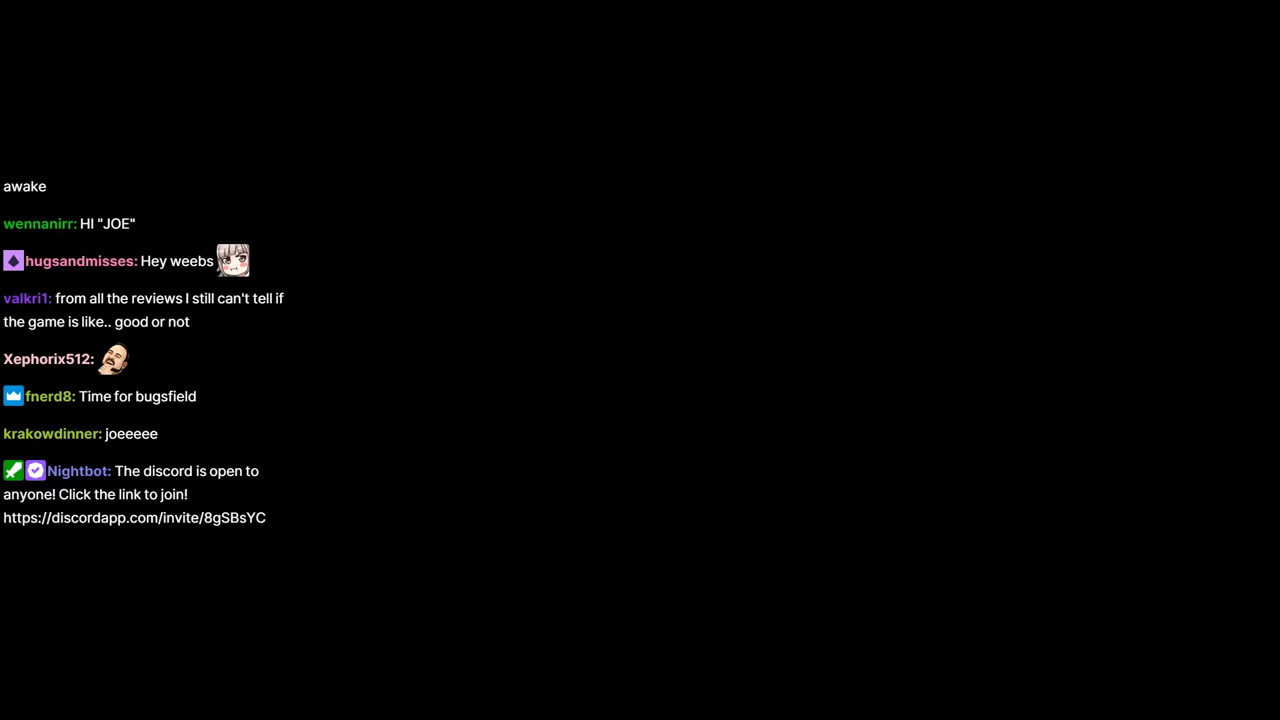 awake
wennanirr: HI "JOE"
hugsandmisses: Hey weebs
valkri1: from all the reviews I still can't tell if
the game is like.. good or not
Xephorix512:
fnerd8: Time for bugsfield
krakowdinner: joeeeee
Nightbot: The discord is open to
anyone! Click the link to join!
https://discordapp.com/invite/8gSBsYC